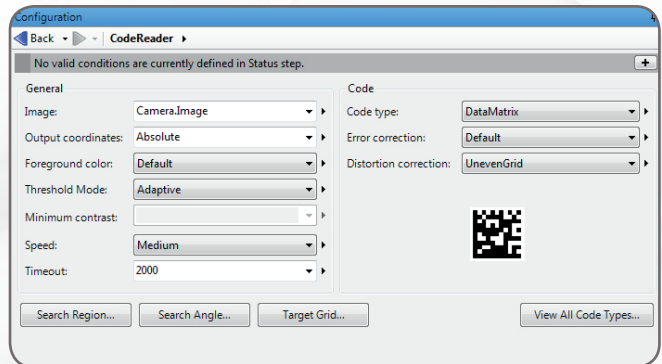 Configuration
Back CodeReader
No valid conditions are currently defined in Status step.
General
Image: Camera.Image
Output coordinates: Absolute
Foreground color: Default
Threshold Mode: Adaptive
Minimum contrast:
Speed: Medium
Timeout: 2000
Code
Code type: DataMatrix
Error correction: Default
Distortion correction: UnevenGrid
Search Region... Search Angle... Target Grid... View All Code Types...